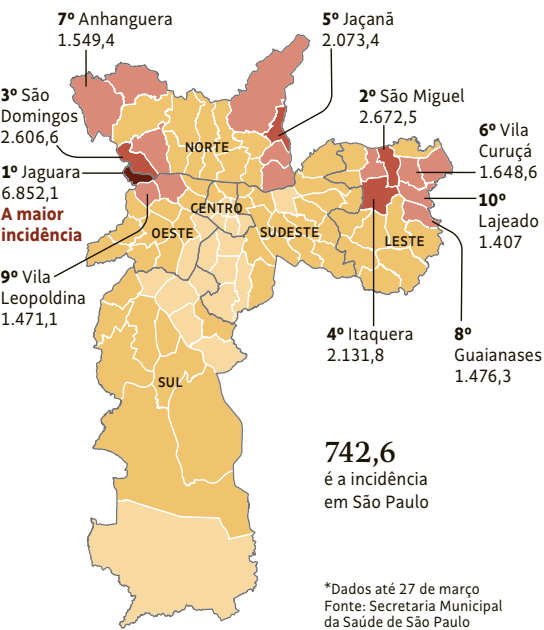 7º Anhanguera
1.549,4
5º Jaçanã
2.073,4
3º São
Domingos
2.606,6
2º São Miguel
2.672,5
6º Vila
Curuçá
1.648,6
NORTE
1º Jaguara
6.852,1
A maior
incidência
10º
Lajeado
1.407
CENTRO
OESTE
SUDESTE
LESTE
9º Vila
Leopoldina
1.471,1
4º Itaquera
2.131,8
8º
Guaianases
1.476,3
SUL
742,6
é a incidência
em São Paulo
*Dados até 27 de março
Fonte: Secretaria Municipal
da Saúde de São Paulo